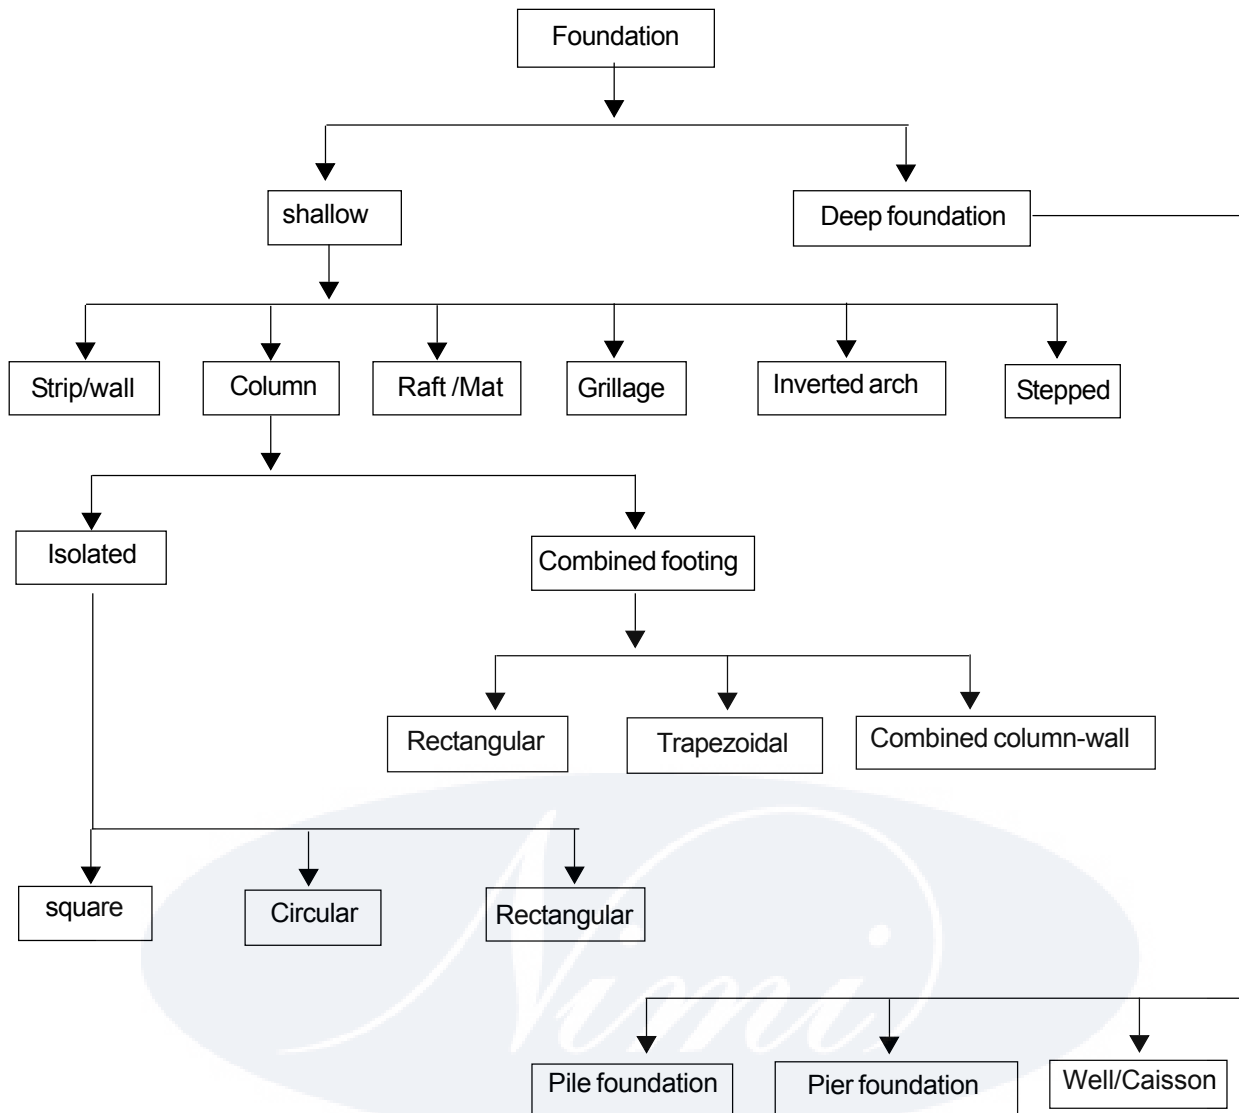 Foundation
shallow
Deep foundation
Strip/wall
Column
Raft /Mat
Grillage
Inverted arch
Stepped
Isolated
Combined footing
Rectangular
Trapezoidal
Combined column-wall
square
Circular
Rectangular
Nimi
Pile foundation
Pier foundation
Well/Caisson